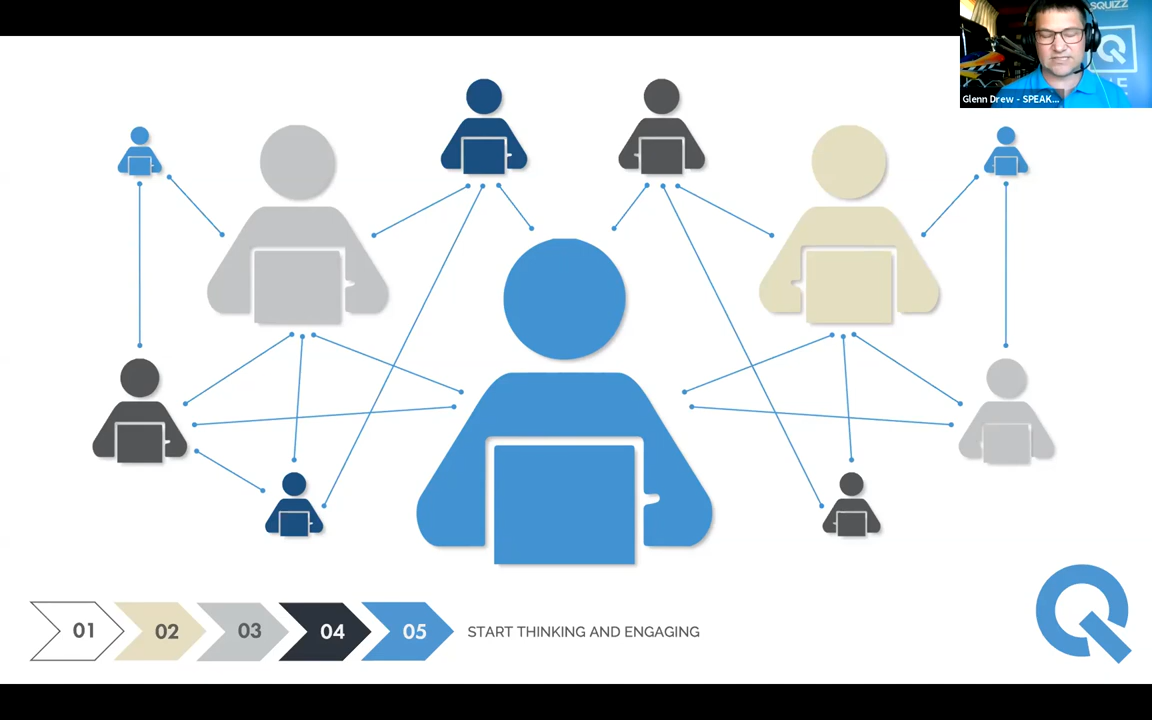 SQUIZZ
Glenn Drew - SPEAK...
01
02
03
04
05
START THINKING AND ENGAGING